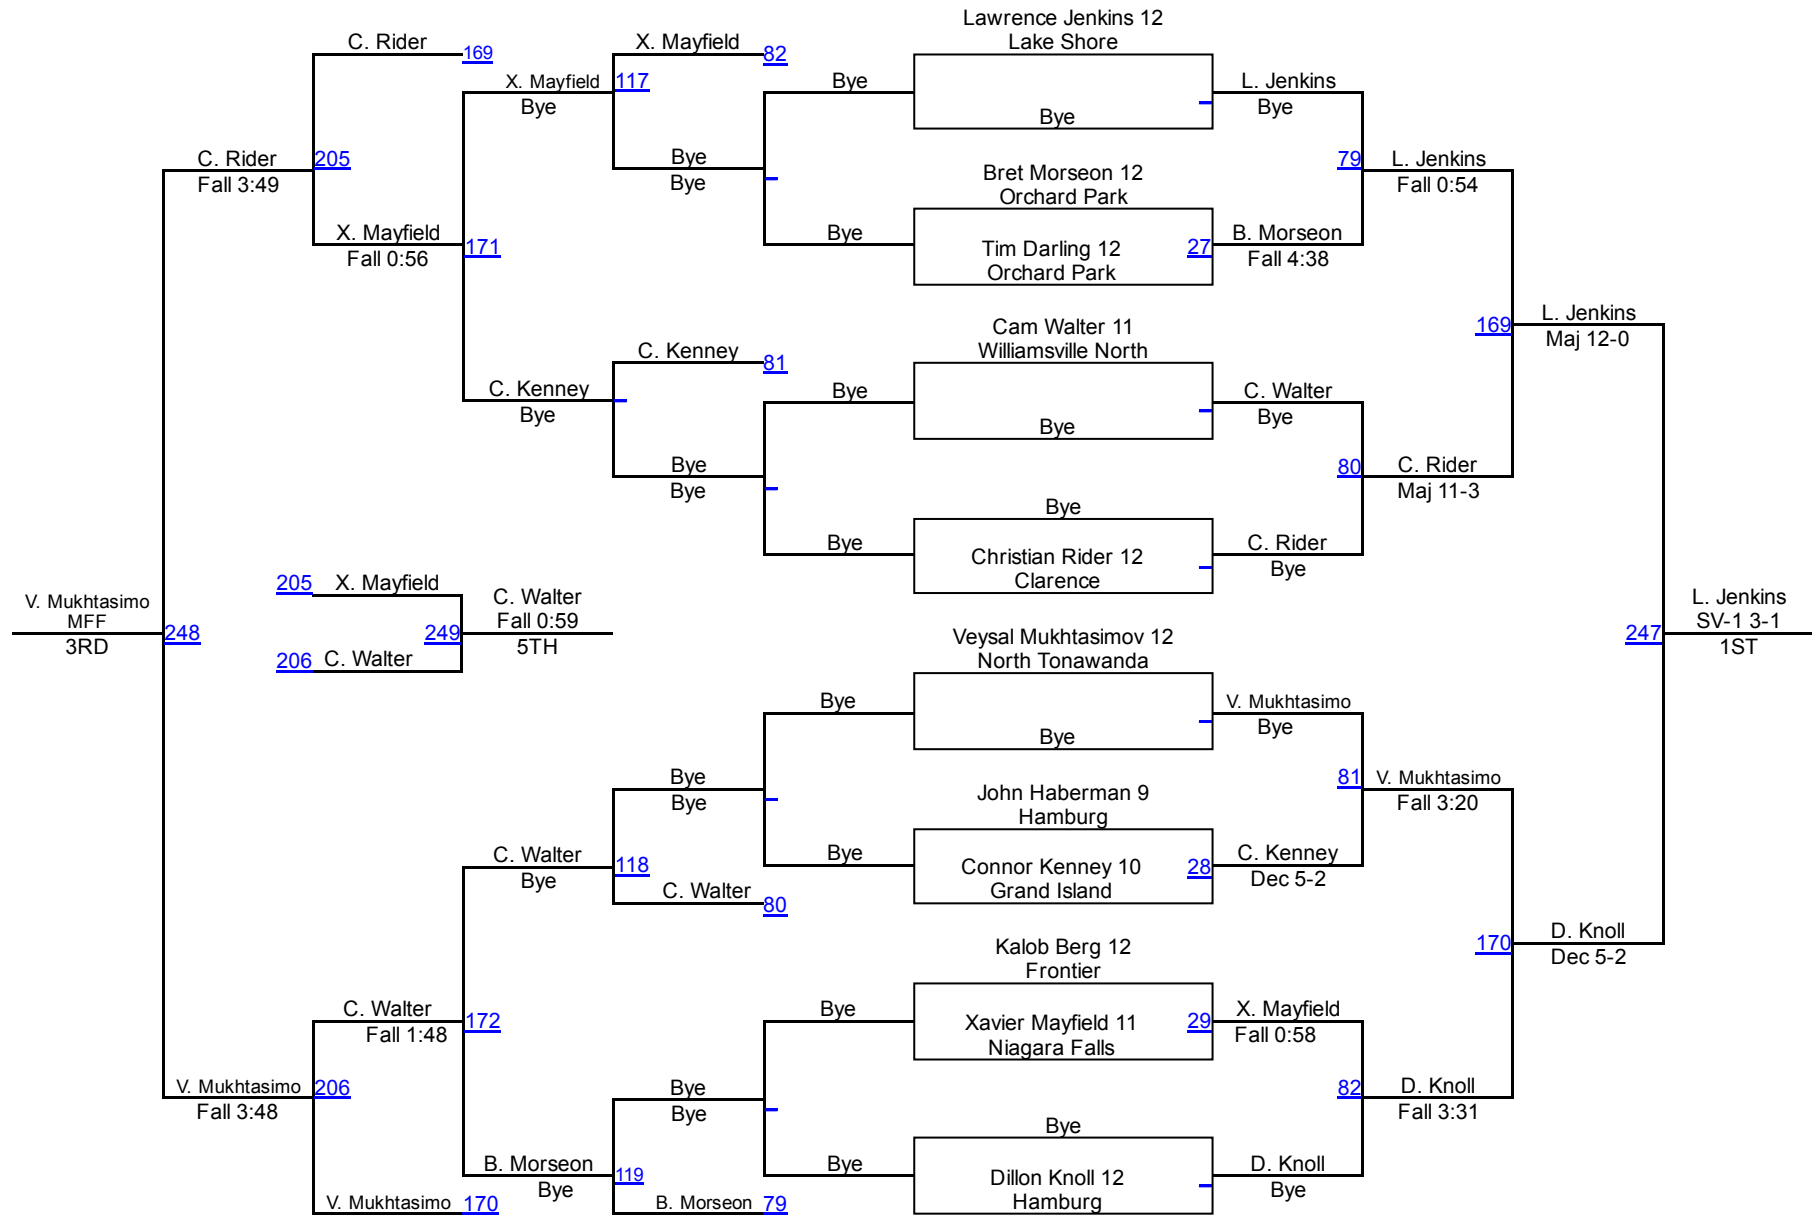 Lawrence Jenkins 12
Lake Shore
C. Rider
169
X. Mayfield
82
X. Mayfield
117
Bye
Bye
L. Jenkins
Bye
Bye
Bye
C. Rider
205
Fall 3:49
Bye
Bye
79
L. Jenkins
Fall 0:54
Bret Morseon 12
Orchard Park
X. Mayfield
171
Fall 0:56
Bye
Tim Darling 12
Orchard Park
27
B. Morseon
Fall 4:38
Cam Walter 11
Williamsville North
169
L. Jenkins
Maj 12-0
C. Kenney
81
C. Kenney
Bye
Bye
Bye
C. Walter
Bye
Bye
Bye
80
C. Rider
Maj 11-3
Bye
Bye
Christian Rider 12
Clarence
C. Rider
Bye
205
X. Mayfield
V. Mukhtasimo
MFF
3RD
248
249
C. Walter
Fall 0:59
5TH
206
C. Walter
247
L. Jenkins
SV-1 3-1
1ST
Veysal Mukhtasimov 12
North Tonawanda
Bye
Bye
V. Mukhtasimo
Bye
Bye
Bye
81
V. Mukhtasimo
Fall 3:20
John Haberman 9
Hamburg
C. Walter
Bye
118
C. Walter
80
Bye
Connor Kenney 10
Grand Island
28
C. Kenney
Dec 5-2
170
D. Knoll
Dec 5-2
Kalob Berg 12
Frontier
C. Walter
Fall 1:48
172
Bye
Xavier Mayfield 11
Niagara Falls
29
X. Mayfield
Fall 0:58
V. Mukhtasimo
206
Fall 3:48
Bye
Bye
82
D. Knoll
Fall 3:31
Bye
B. Morseon
Bye
119
Bye
Dillon Knoll 12
Hamburg
D. Knoll
Bye
V. Mukhtasimo
170
B. Morseon
79